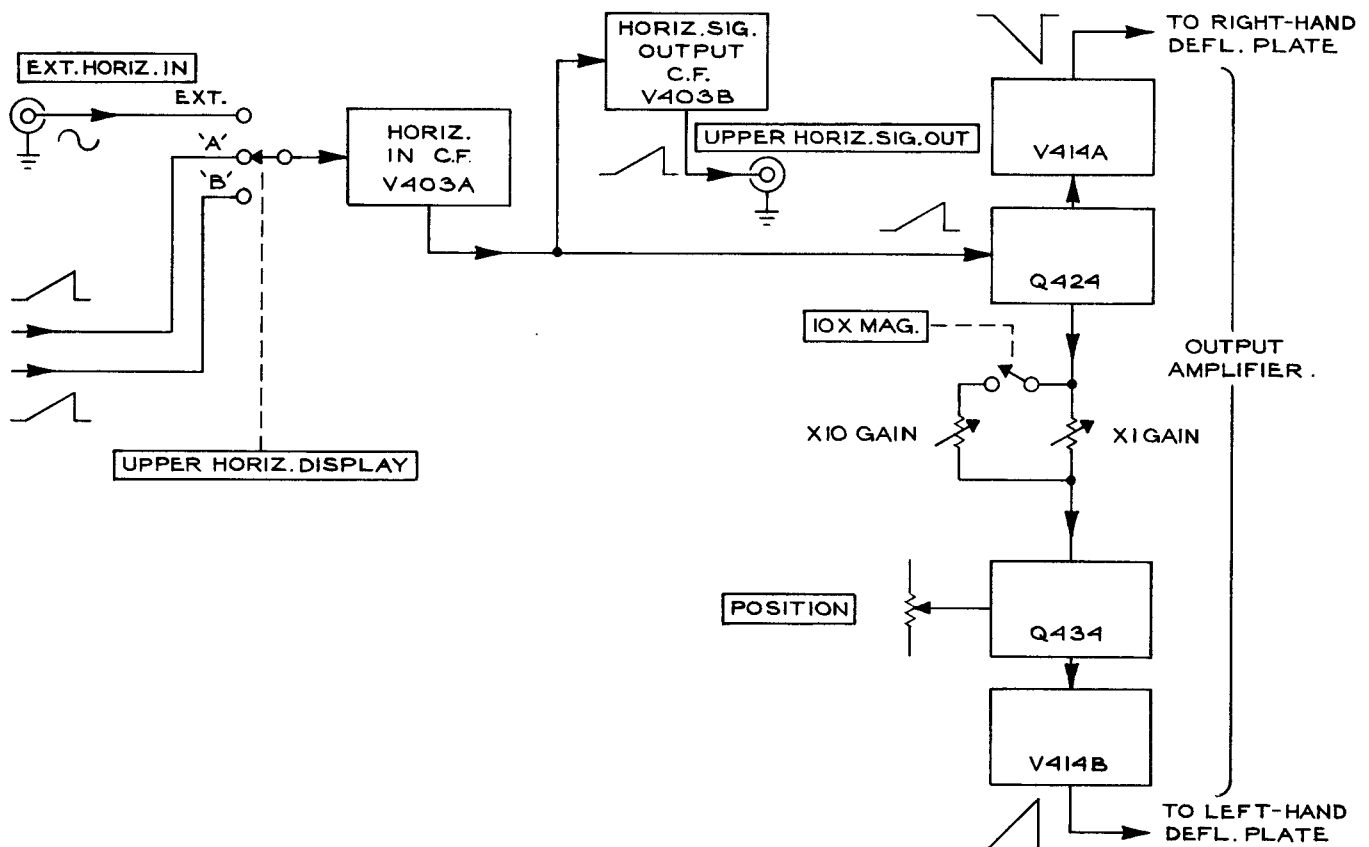 HORIZ. SIG.
OUTPUT
C.F.
V403B
TO RIGHT-HAND
DEFL. PLATE
EXT. HORIZ. IN
EXT.
'A'
'B'
HORIZ.
IN C.F.
V403A
UPPER HORIZ. SIG. OUT
V414A
Q424
10X MAG.
OUTPUT
AMPLIFIER.
X10 GAIN
X1 GAIN
UPPER HORIZ. DISPLAY
POSITION
Q434
V414B
TO LEFT-HAND
DEFL. PLATE